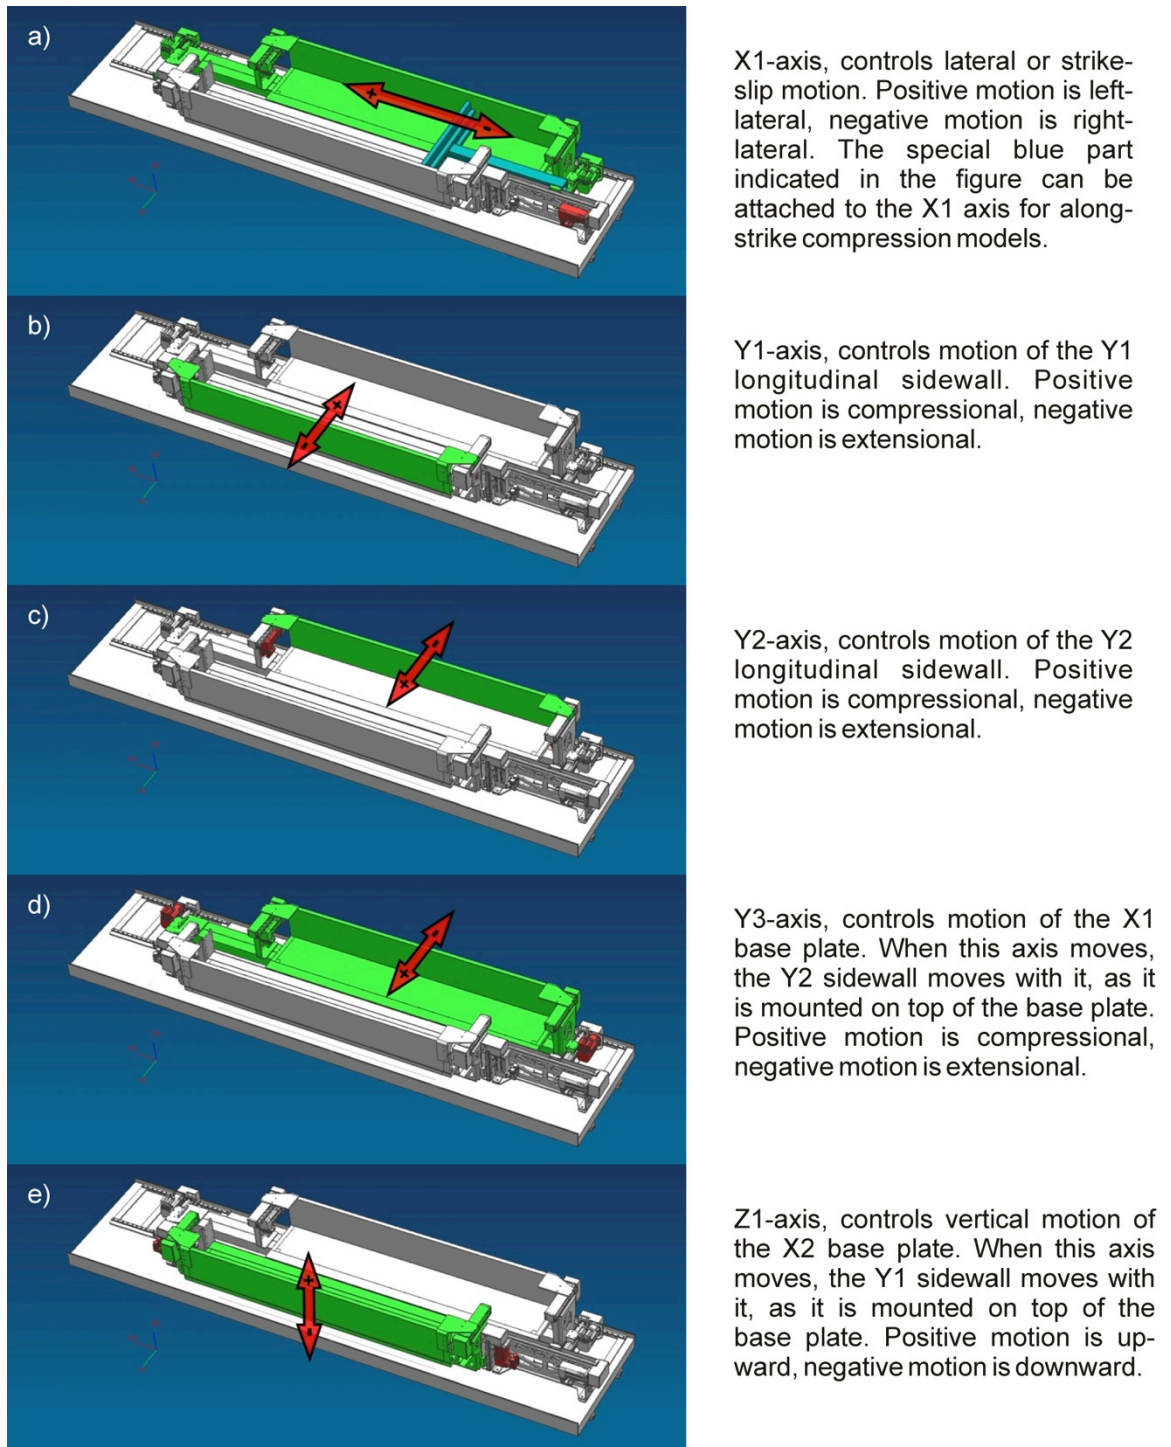 a)
X1-axis, controls lateral or strike-
slip motion. Positive motion is left-
lateral, negative motion is right-
lateral. The special blue part
indicated in the figure can be
attached to the X1 axis for along-
strike compression models.
+
-
b)
Y1-axis, controls motion of the Y1
longitudinal sidewall. Positive
motion is compressional, negative
motion is extensional.
+
-
c)
Y2-axis, controls motion of the Y2
longitudinal sidewall. Positive
motion is compressional, negative
motion is extensional.
-
+
d)
Y3-axis, controls motion of the X1
base plate. When this axis moves,
the Y2 sidewall moves with it, as it
is mounted on top of the base plate.
Positive motion is compressional,
negative motion is extensional.
-
+
e)
Z1-axis, controls vertical motion of
the X2 base plate. When this axis
moves, the Y1 sidewall moves with
it, as it is mounted on top of the
base plate. Positive motion is up-
ward, negative motion is downward.
+
-